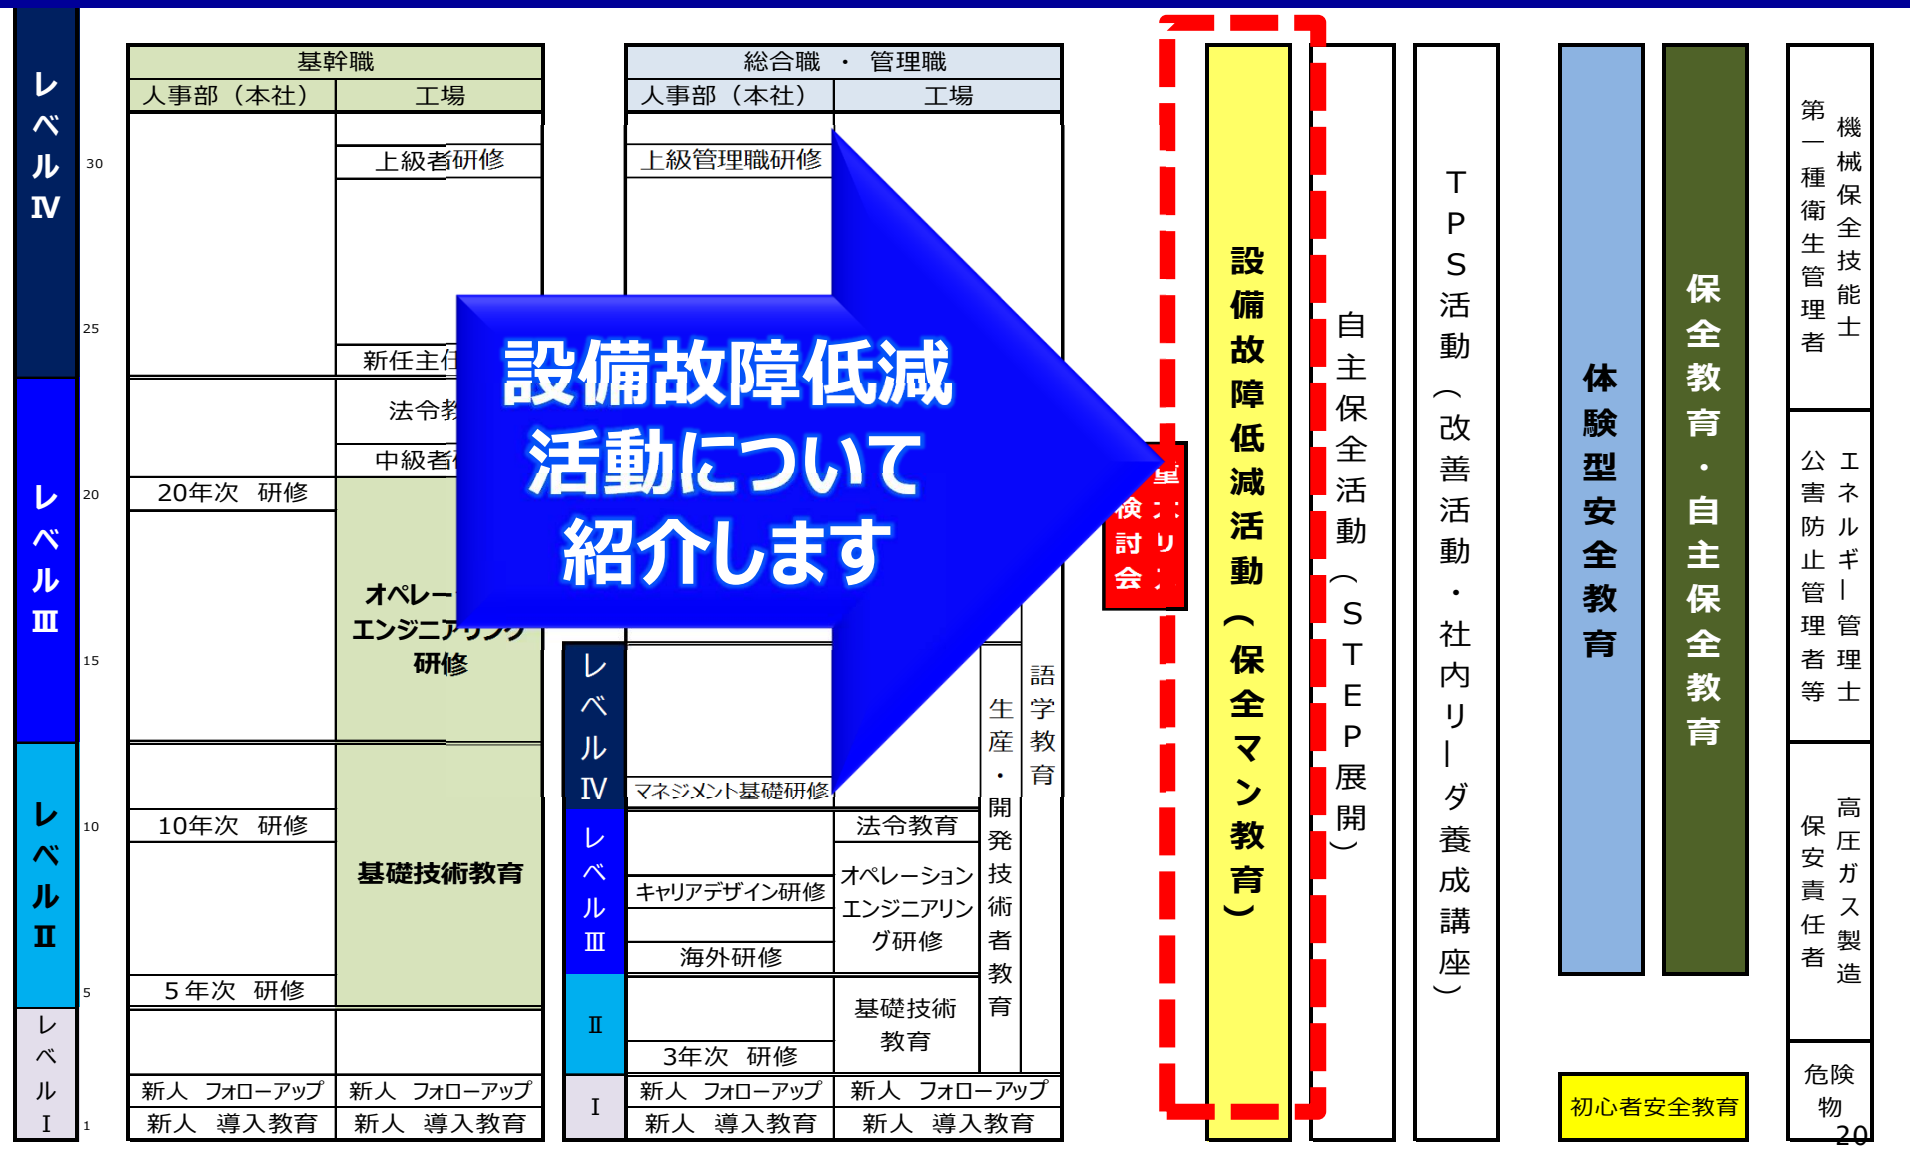 レベルⅣ
レベルⅢ
レベルⅡ
レベルⅠ
30
25
20
15
10
5
1
基幹職
人事部（本社）
工場
上級者研修
新任主任
法令教
中級者
20年次 研修
オペレー
エンジニアリング
研修
10年次 研修
基礎技術教育
5年次 研修
新人 フォローアップ
新人 フォローアップ
新人 導入教育
新人 導入教育
総合職 ・ 管理職
人事部（本社）
工場
上級管理職研修
レベルⅣ
レベルⅢ
Ⅱ
Ⅰ
マネジメント基礎研修
法令教育
キャリアデザイン研修
オペレーション
エンジニアリン
グ研修
海外研修
基礎技術
教育
3年次 研修
新人 フォローアップ
新人 フォローアップ
新人 導入教育
新人 導入教育
生産・開発技術者教育
語学教育
設備故障低減
活動について
紹介します
検討会
設備故障低減活動（保全マン教育）
自主保全活動（STEP展開）
TPS活動（改善活動・社内リーダ養成講座）
体験型安全教育
保全教育・自主保全教育
初心者安全教育
機械保全技能士
第一種衛生管理者
エネルギー管理士
公害防止管理者等
高圧ガス製造
保安責任者
危険
物
20